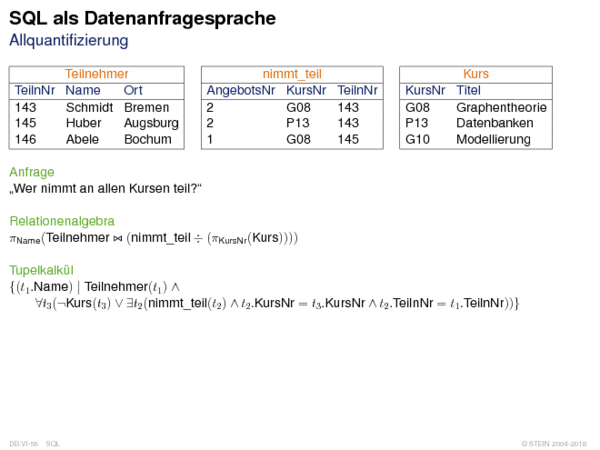 SQL als Datenanfragesprache
Allquantifizierung
Teilnehmer
TeilnNr Name Ort
143 Schmidt Bremen
145 Huber Augsburg
146 Abele Bochum
nimmt_teil
AngebotsNr KursNr TeilnNr
2 G08 143
2 P13 143
1 G08 145
Kurs
KursNr Titel
G08 Graphentheorie
P13 Datenbanken
G10 Modellierung
Anfrage
„Wer nimmt an allen Kursen teil?“
Relationenalgebra
π_Name(Teilnehmer ⋈ (nimmt_teil ÷ (π_KursNr(Kurs))))
Tupelkalkül
{(t₁.Name) | Teilnehmer(t₁) ∧
∀t₃(¬Kurs(t₃) ∨ ∃t₂(nimmt_teil(t₂) ∧ t₂.KursNr = t₃.KursNr ∧ t₂.TeilnNr = t₁.TeilnNr))}
DB:VI-56 SQL
© STEIN 2004-2018